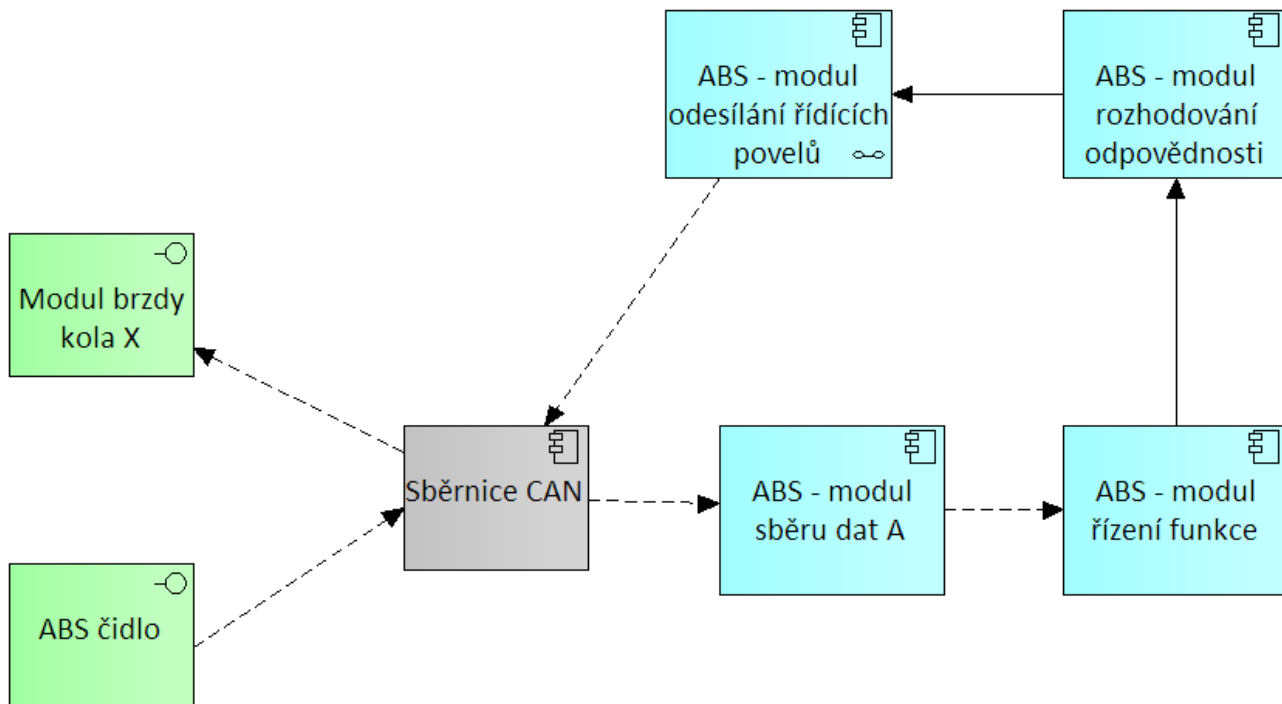 ABS - modul
odesílání řídících
povelů
ABS - modul
rozhodování
odpovědnosti
Modul brzdy
kola X
Sběrnice CAN
ABS - modul
sběru dat A
ABS - modul
řízení funkce
ABS čidlo